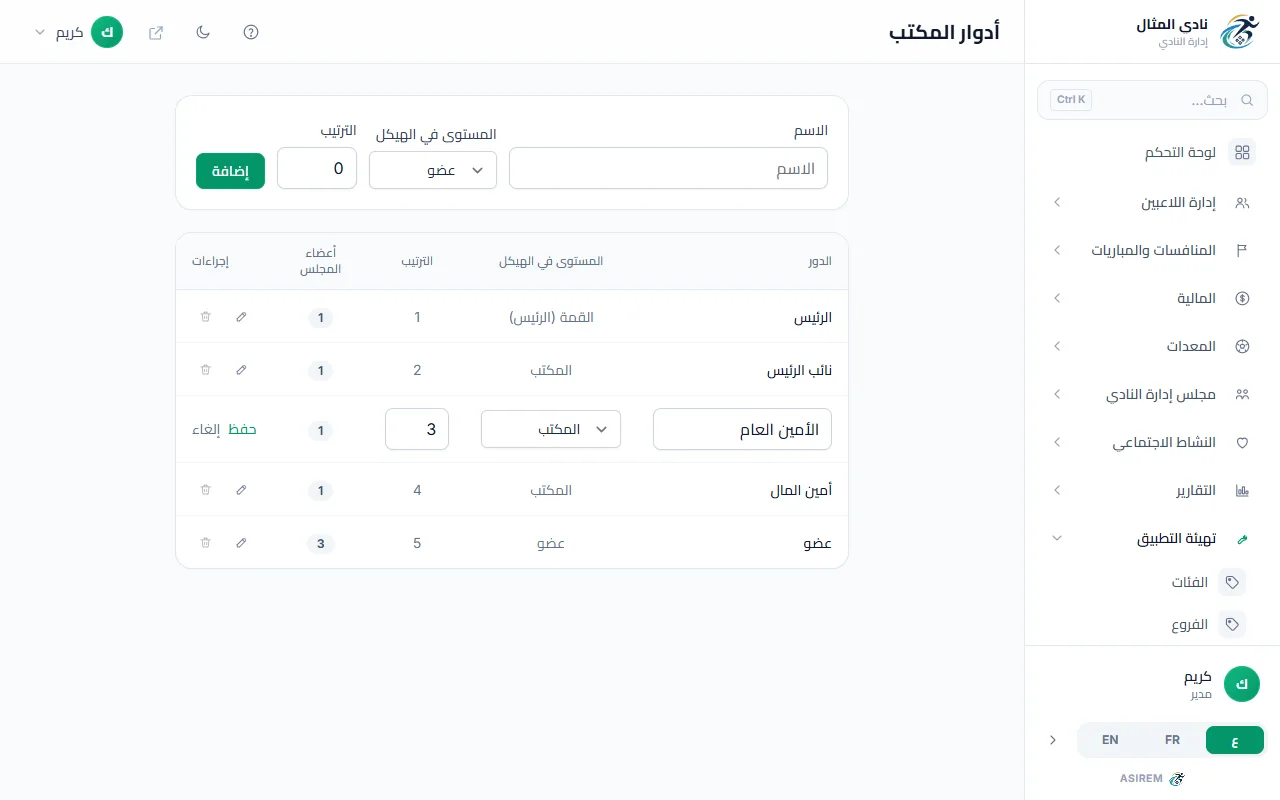 نادي المثال
إدارة النادي
بحث...
Ctrl K
لوحة التحكم
إدارة اللاعبين
المنافسات والمباريات
المالية
المعدات
مجلس إدارة النادي
النشاط الاجتماعي
التقارير
تهيئة التطبيق
الفئات
الفروع
ك
كريم
مدير
ع
FR
EN
ASIREM
أدوار المكتب
ك
كريم
الاسم
المستوى في الهيكل
الترتيب
الاسم
عضو
0
إضافة
الدور
المستوى في الهيكل
الترتيب
أعضاء المجلس
إجراءات
الرئيس
القمة (الرئيس)
1
1
نائب الرئيس
المكتب
2
1
الأمين العام
المكتب
3
1
حفظ
إلغاء
أمين المال
المكتب
4
1
عضو
عضو
5
3